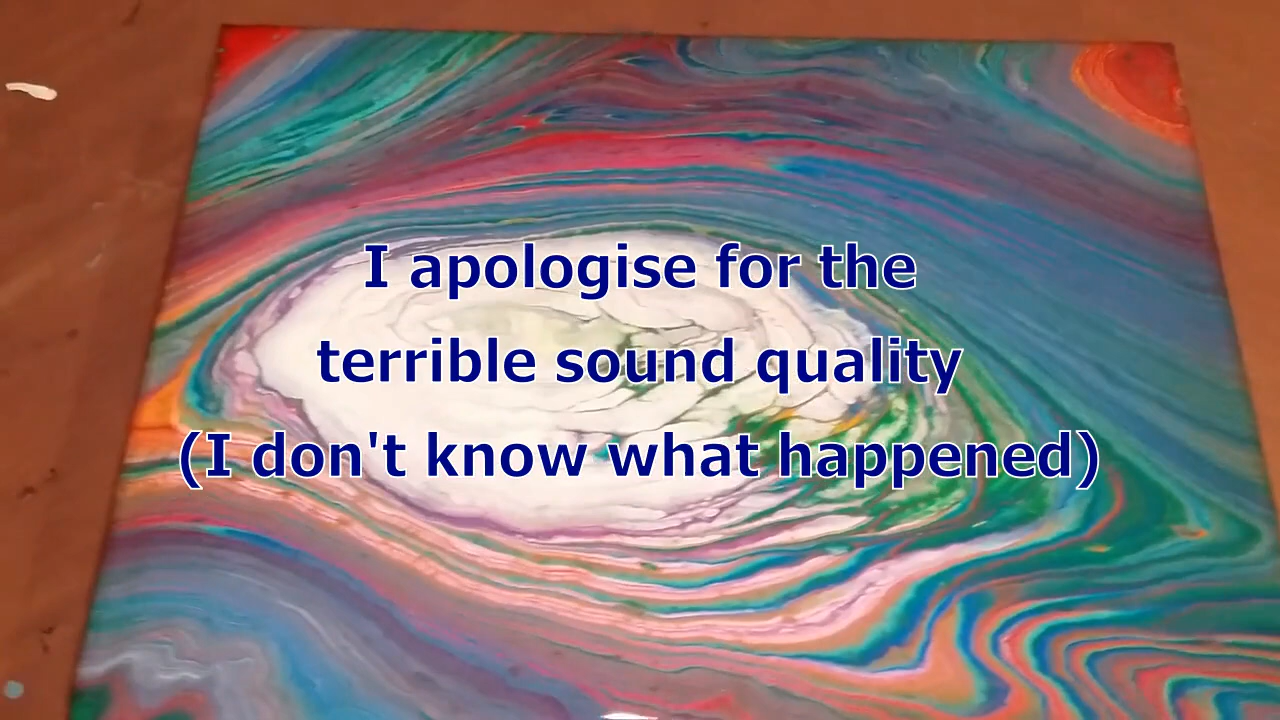 I apologise for the
terrible sound quality
(I don't know what happened)